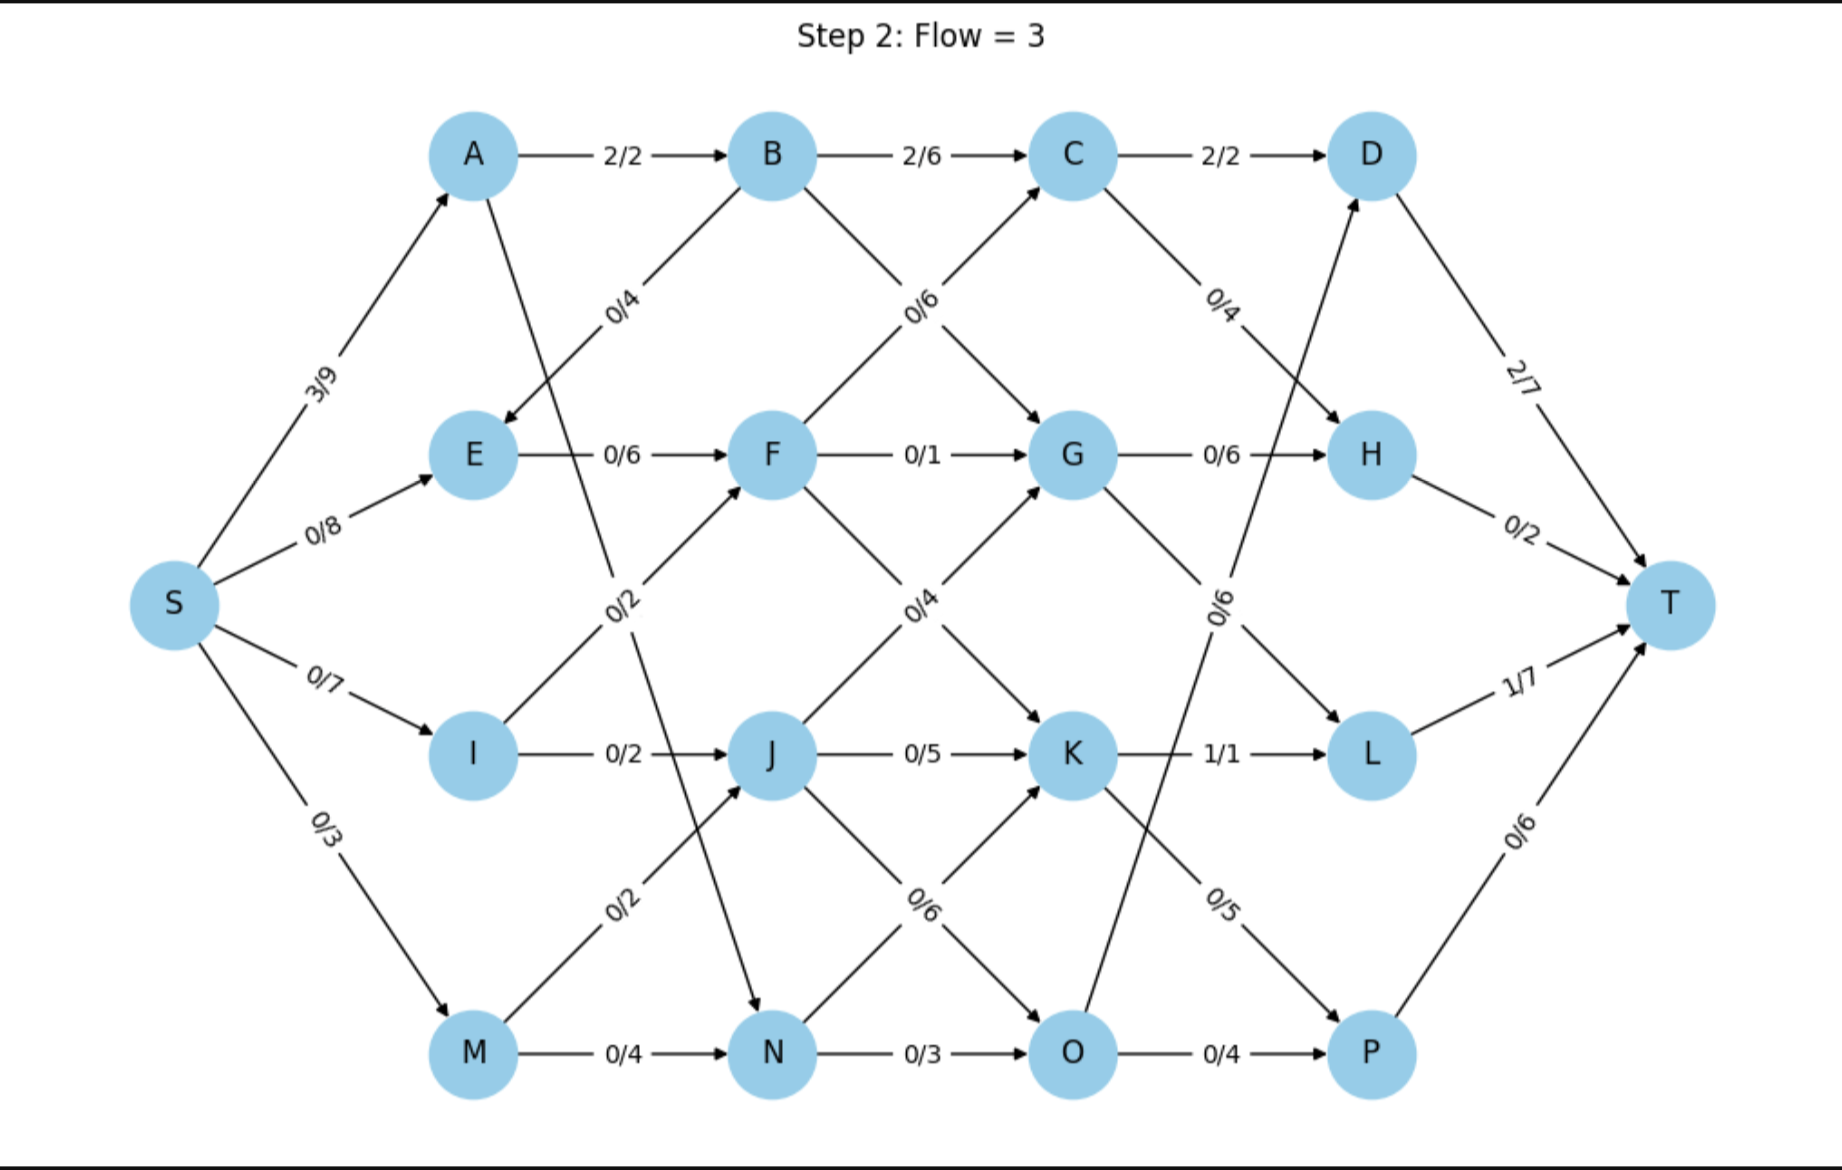 Step 2: Flow = 3
A 2/2 B 2/6 C 2/2 D
0/4 0/6 0/4
3/9 2/7
E 0/6 F 0/1 G 0/6 H
0/8 0/2
S 0/2 0/4 0/6 T
0/7 1/7
I 0/2 J 0/5 K 1/1 L
0/3 0/6
0/2 0/6 0/5
M 0/4 N 0/3 O 0/4 P